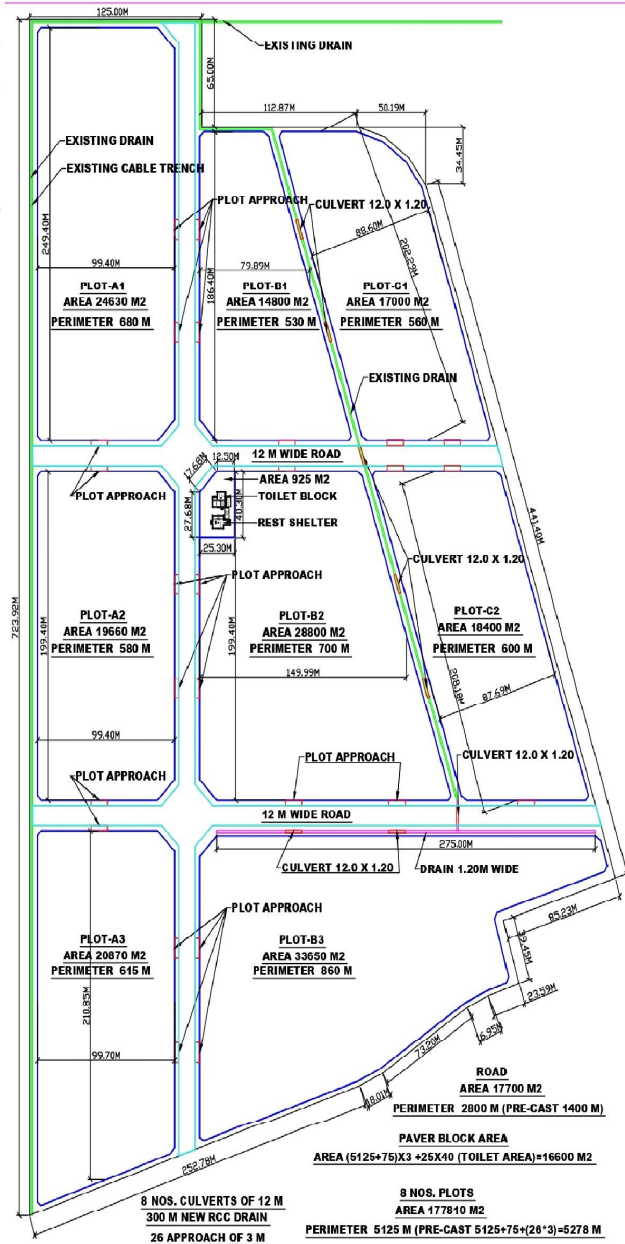 125.00M
EXISTING DRAIN
65.00M
112.87M
50.19M
34.45M
EXISTING DRAIN
EXISTING CABLE TRENCH
249.40M
PLOT APPROACH
CULVERT 12.0 X 1.20
88.60M
202.29M
99.40M
79.89M
186.40M
PLOT-A1
AREA 24630 M2
PERIMETER 680 M
PLOT-B1
AREA 14800 M2
PERIMETER 530 M
PLOT-C1
AREA 17000 M2
PERIMETER 560 M
EXISTING DRAIN
12.50M
12 M WIDE ROAD
17.68M
AREA 925 M2
PLOT APPROACH
TOILET BLOCK
27.68M
40.30M
REST SHELTER
25.30M
441.40M
CULVERT 12.0 X 1.20
PLOT APPROACH
723.92M
199.40M
PLOT-A2
AREA 19660 M2
PERIMETER 580 M
PLOT-B2
AREA 28800 M2
PERIMETER 700 M
199.40M
PLOT-C2
AREA 18400 M2
PERIMETER 600 M
149.99M
208.18M
87.69M
99.40M
PLOT APPROACH
PLOT APPROACH
CULVERT 12.0 X 1.20
12 M WIDE ROAD
275.00M
CULVERT 12.0 X 1.20
DRAIN 1.20M WIDE
PLOT APPROACH
85.23M
39.45M
23.59M
PLOT-A3
AREA 20870 M2
PERIMETER 615 M
PLOT-B3
AREA 33650 M2
PERIMETER 860 M
210.85M
99.70M
6.95M
73.20M
18.01M
252.78M
ROAD
AREA 17700 M2
PERIMETER 2800 M (PRE-CAST 1400 M)
PAVER BLOCK AREA
AREA (5125+75)X3 +25X40 (TOILET AREA)=16600 M2
8 NOS. CULVERTS OF 12 M
300 M NEW RCC DRAIN
26 APPROACH OF 3 M
8 NOS. PLOTS
AREA 177810 M2
PERIMETER 5125 M (PRE-CAST 5125+75+(26*3)=5278 M